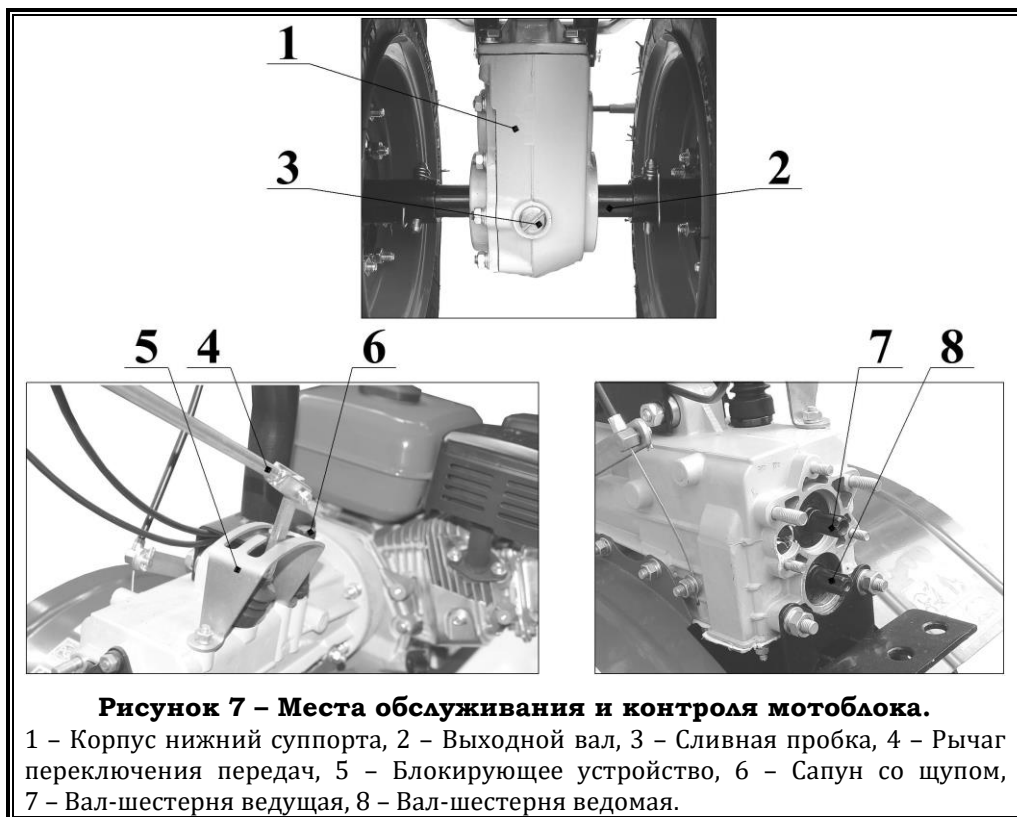 1
3
2
5
4
6
7
8
Рисунок 7 – Места обслуживания и контроля мотоблока.
1 – Корпус нижний суппорта, 2 – Выходной вал, 3 – Сливная пробка, 4 – Рычаг
переключения передач, 5 – Блокирующее устройство, 6 – Сапун со щупом,
7 – Вал-шестерня ведущая, 8 – Вал-шестерня ведомая.